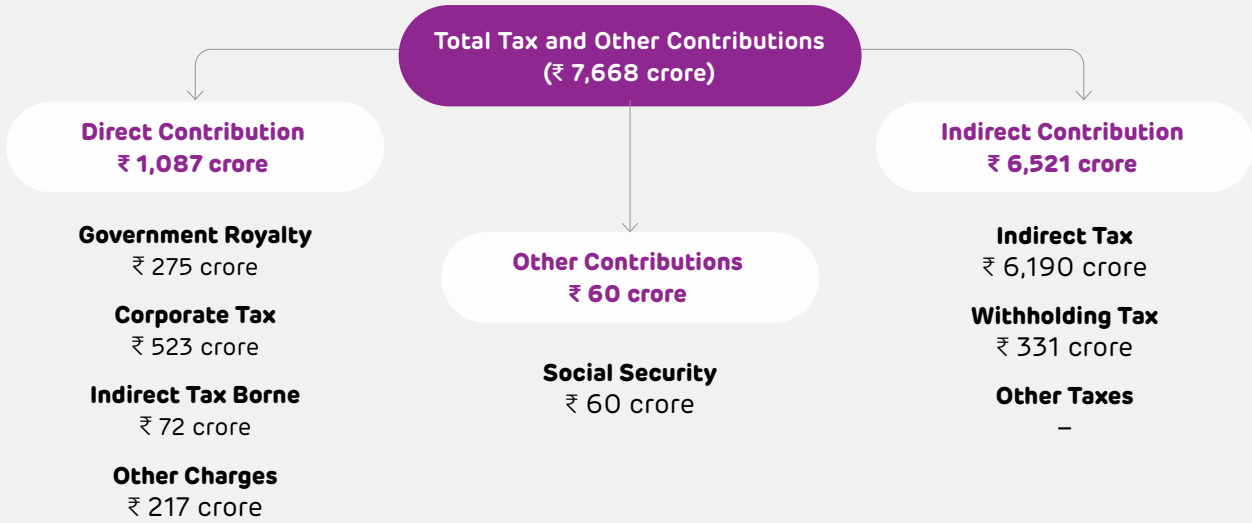 Total Tax and Other Contributions
(₹ 7,668 crore)
Direct Contribution
₹ 1,087 crore
Government Royalty
₹ 275 crore
Corporate Tax
₹ 523 crore
Indirect Tax Borne
₹ 72 crore
Other Charges
₹ 217 crore
Other Contributions
₹ 60 crore
Social Security
₹ 60 crore
Indirect Contribution
₹ 6,521 crore
Indirect Tax
₹ 6,190 crore
Withholding Tax
₹ 331 crore
Other Taxes
–